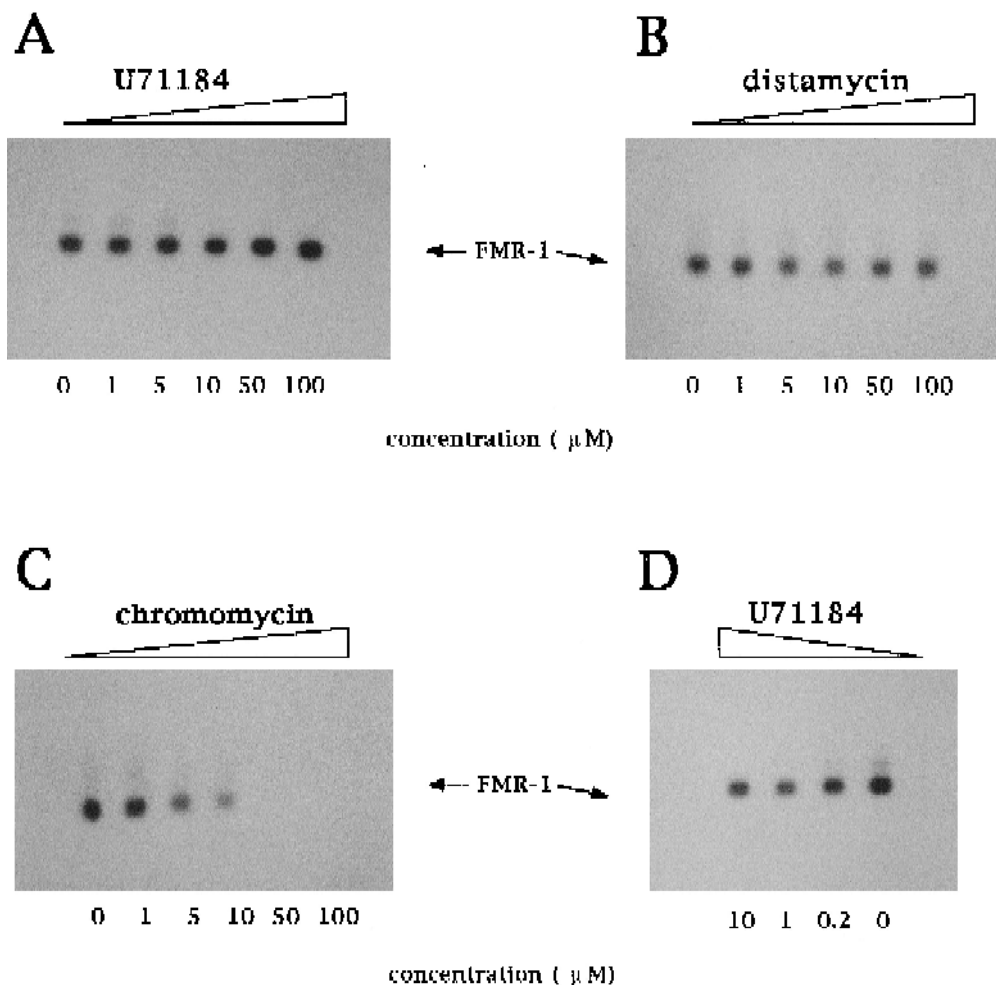 A
U71184
B
distamycin
FMR-1
0 1 5 10 50 100
0 1 5 10 50 100
concentration ( μM)
C
chromomycin
D
U71184
FMR-1
0 1 5 10 50 100
10 1 0.2 0
concentration ( μM)